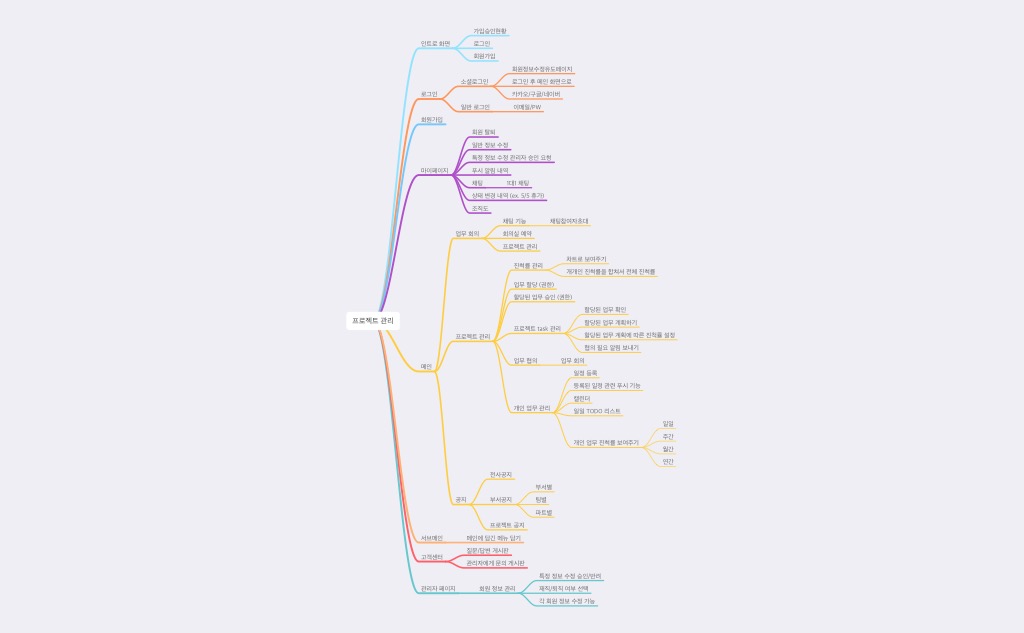 가입승인현황
인트로 화면
로그인
회원가입
회원정보수정유도페이지
소셜로그인
로그인 후 메인 화면으로
로그인
카카오/구글/네이버
일반 로그인
이메일/PW
회원가입
회원 탈퇴
일반 정보 수정
특정 정보 수정 관리자 승인 요청
마이페이지
푸시 알림 내역
채팅
1대1 채팅
상태 변경 내역 (ex. 5/5 휴가)
조직도
채팅 기능
채팅참여자초대
업무 회의
회의실 예약
프로젝트 관리
차트로 보여주기
진척률 관리
개개인 진척률을 합쳐서 전체 진척률
업무 할당 (권한)
할당된 업무 승인 (권한)
할당된 업무 확인
프로젝트 관리
할당된 업무 계획하기
프로젝트 task 관리
프로젝트 관리
할당된 업무 계획에 따른 진척률 설정
협의 필요 알림 보내기
업무 협의
업무 회의
메인
일정 등록
등록된 일정 관련 푸시 기능
캘린더
개인 업무 관리
일일 TODO 리스트
일일
주간
개인 업무 진척률 보여주기
월간
연간
전사공지
부서별
공지
부서공지
팀별
파트별
프로젝트 공지
서브메인
메인에 담긴 메뉴 담기
질문/답변 게시판
고객센터
관리자에게 문의 게시판
특정 정보 수정 승인/반려
관리자 페이지
회원 정보 관리
재직/퇴직 여부 선택
각 회원 정보 수정 가능